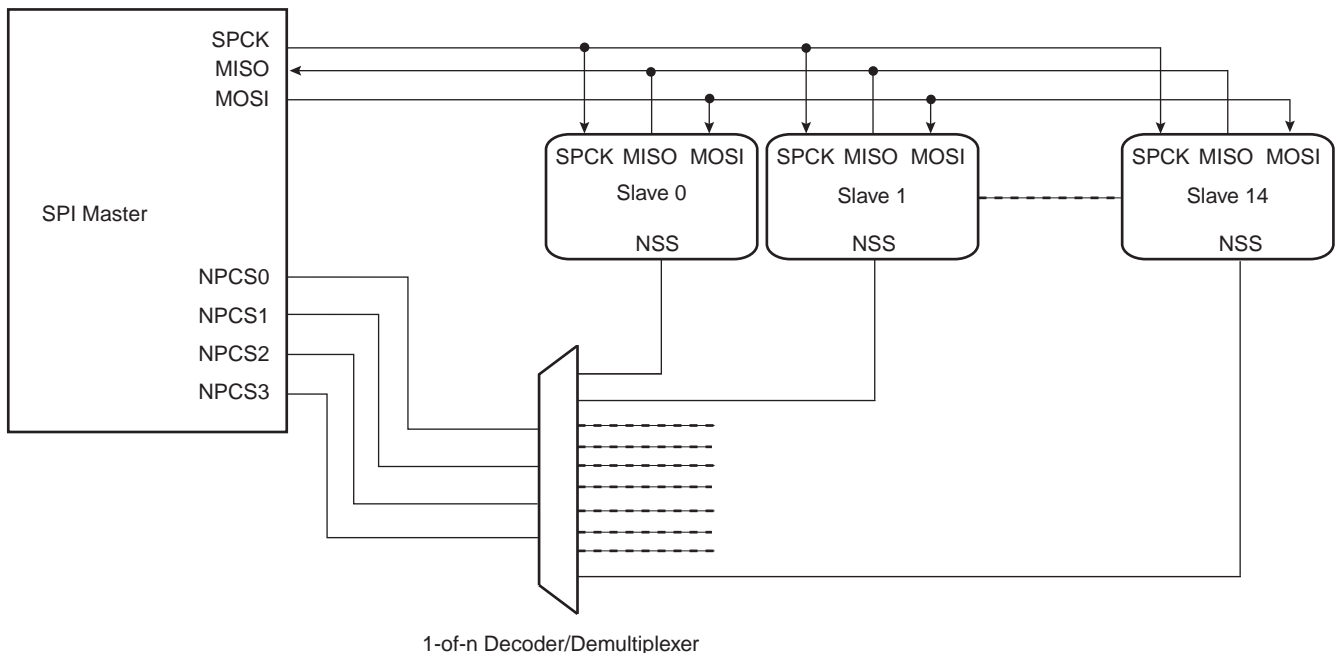 SPCK
MISO
MOSI
SPI Master
NPCS0
NPCS1
NPCS2
NPCS3
SPCK MISO MOSI
Slave 0
NSS
SPCK MISO MOSI
Slave 1
NSS
SPCK MISO MOSI
Slave 14
NSS
1-of-n Decoder/Demultiplexer